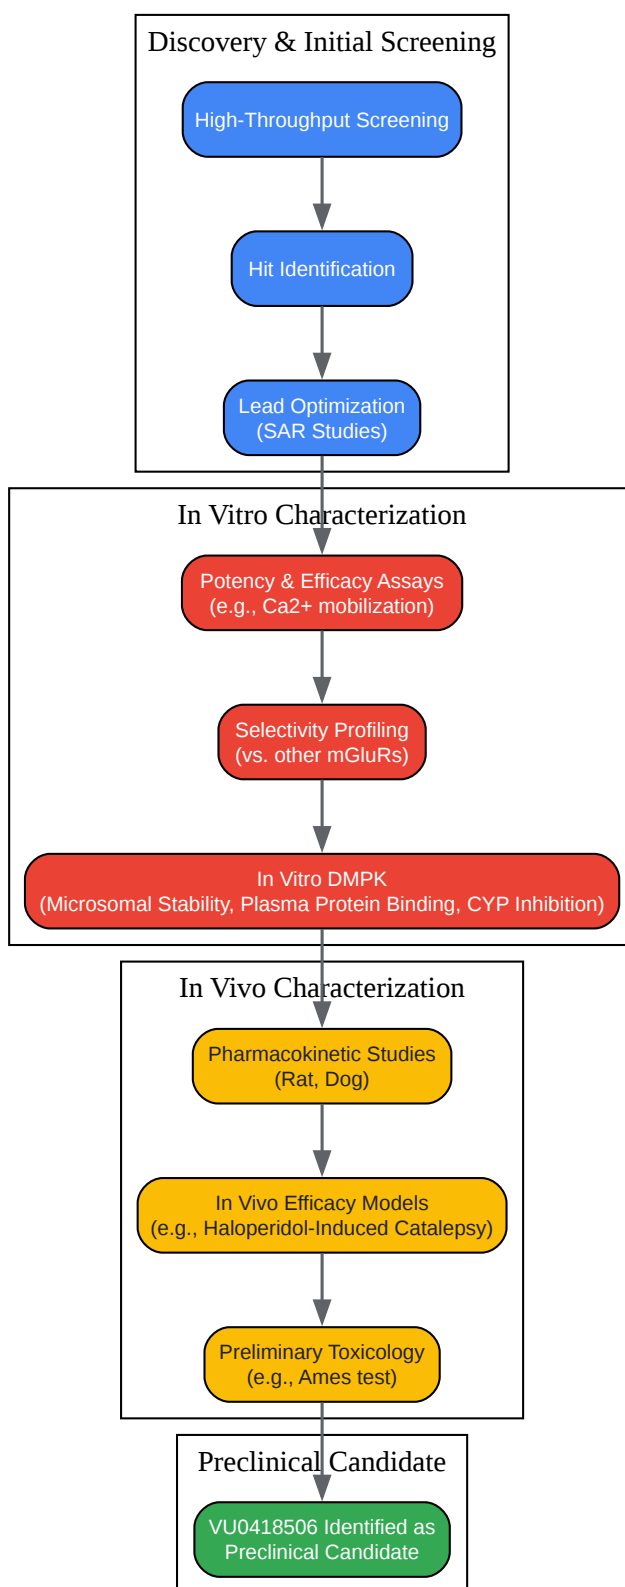 Discovery & Initial Screening
High-Throughput Screening
Hit Identification
Lead Optimization
(SAR Studies)
In Vitro Characterization
Potency & Efficacy Assays
(e.g., Ca2+ mobilization)
Selectivity Profiling
(vs. other mGluRs)
In Vitro DMPK
(Microsomal Stability, Plasma Protein Binding, CYP Inhibition)
In Vivo Characterization
Pharmacokinetic Studies
(Rat, Dog)
In Vivo Efficacy Models
(e.g., Haloperidol-Induced Catalepsy)
Preliminary Toxicology
(e.g., Ames test)
Preclinical Candidate
VU0418506 Identified as
Preclinical Candidate